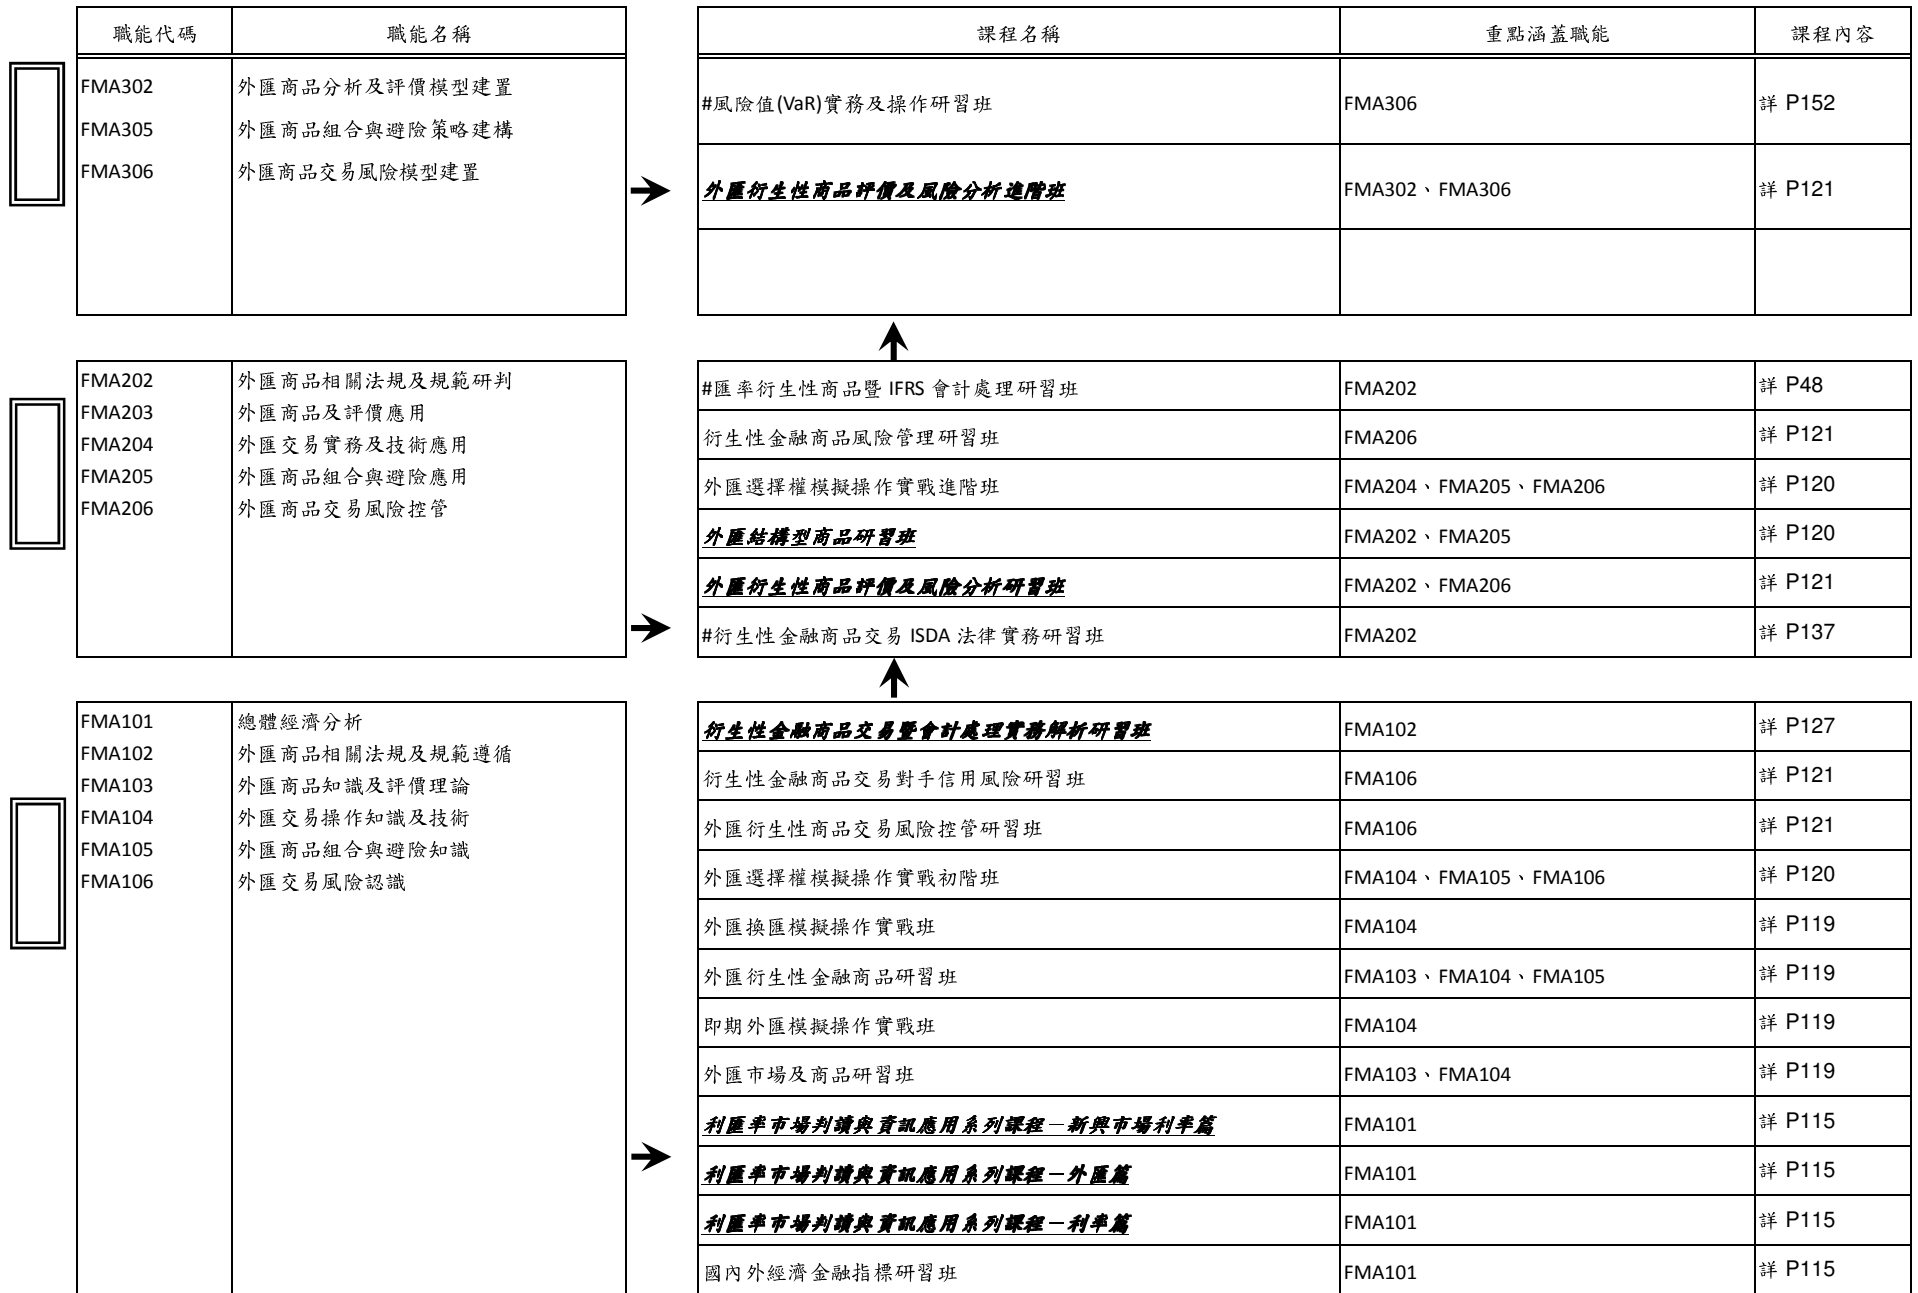 職能代碼 職能名稱 課程名稱 重點涵蓋職能 課程內容
FMA302 外匯商品分析及評價模型建置
FMA305 外匯商品組合與避險策略建構
FMA306 外匯商品交易風險模型建置
#風險值(VaR)實務及操作研習班 FMA306 詳 P152
外匯衍生性商品評價及風險分析進階班 FMA302、FMA306 詳 P121
FMA202 外匯商品相關法規及規範研判
FMA203 外匯商品及評價應用
FMA204 外匯交易實務及技術應用
FMA205 外匯商品組合與避險應用
FMA206 外匯商品交易風險控管
#匯率衍生性商品暨 IFRS 會計處理研習班 FMA202 詳 P48
衍生性金融商品風險管理研習班 FMA206 詳 P121
外匯選擇權模擬操作實戰進階班 FMA204、FMA205、FMA206 詳 P120
外匯結構型商品研習班 FMA202、FMA205 詳 P120
外匯衍生性商品評價及風險分析研習班 FMA202、FMA206 詳 P121
#衍生性金融商品交易 ISDA 法律實務研習班 FMA202 詳 P137
FMA101 總體經濟分析
FMA102 外匯商品相關法規及規範遵循
FMA103 外匯商品知識及評價理論
FMA104 外匯交易操作知識及技術
FMA105 外匯商品組合與避險知識
FMA106 外匯交易風險認識
衍生性金融商品交易暨會計處理實務解析研習班 FMA102 詳 P127
衍生性金融商品交易對手信用風險研習班 FMA106 詳 P121
外匯衍生性商品交易風險控管研習班 FMA106 詳 P121
外匯選擇權模擬操作實戰初階班 FMA104、FMA105、FMA106 詳 P120
外匯換匯模擬操作實戰班 FMA104 詳 P119
外匯衍生性金融商品研習班 FMA103、FMA104、FMA105 詳 P119
即期外匯模擬操作實戰班 FMA104 詳 P119
外匯市場及商品研習班 FMA103、FMA104 詳 P119
利匯率市場判讀與資訊應用系列課程－新興市場利率篇 FMA101 詳 P115
利匯率市場判讀與資訊應用系列課程－外匯篇 FMA101 詳 P115
利匯率市場判讀與資訊應用系列課程－利率篇 FMA101 詳 P115
國內外經濟金融指標研習班 FMA101 詳 P115